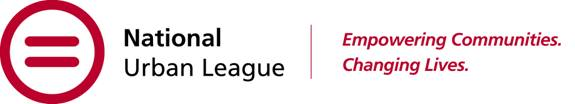 National
Urban League
Empowering Communities.
Changing Lives.